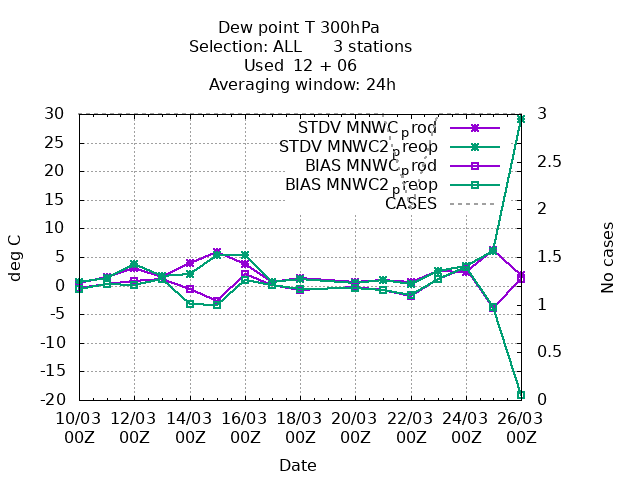 Dew point T 300hPa
Selection: ALL 3 stations
Used 12 + 06
Averaging window: 24h
30
25
20
15
10
5
0
-5
-10
-15
-20
deg C
3
2.5
2
1.5
1
0.5
0
No cases
STDV MNWC_prod
STDV MNWC2_preop
BIAS MNWC_prod
BIAS MNWC2_preop
CASES
10/03 12/03 14/03 16/03 18/03 20/03 22/03 24/03 26/03
00Z 00Z 00Z 00Z 00Z 00Z 00Z 00Z 00Z
Date